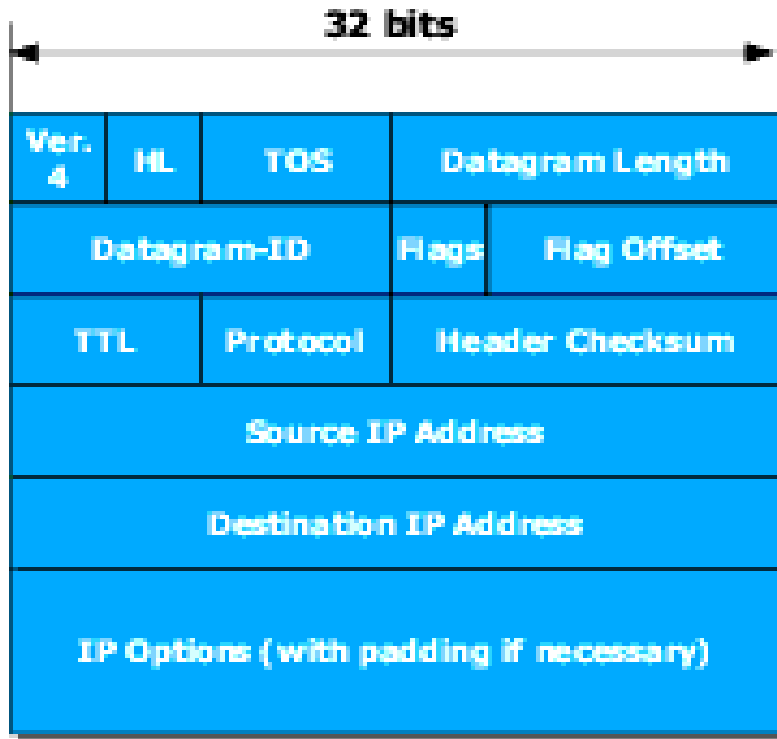 32 bits
Ver.
4
HL
TOS
Datagram Length
Datagram-ID
Flags
Flag Offset
TTL
Protocol
Header Checksum
Source IP Address
Destination IP Address
IP Options (with padding if necessary)